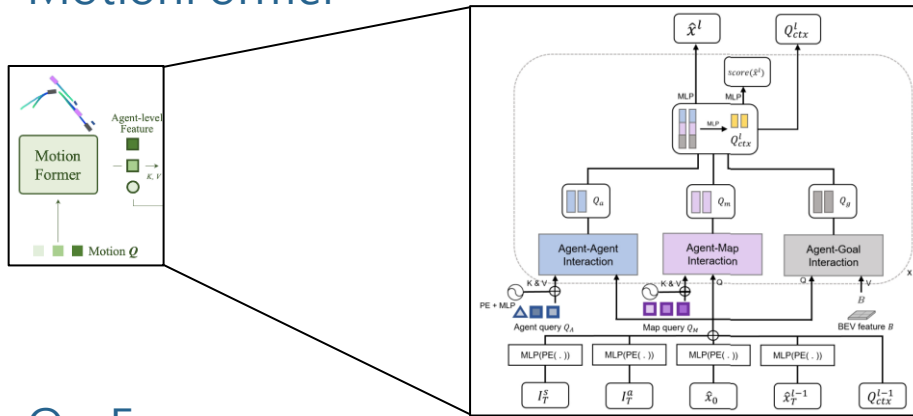 MotionFormer
Agent-level
Feature
Motion
Former
K, V
Motion Q
x̂^l
Q^l_ctx
score(x̂^l)
MLP
MLP
MLP
Q^l_ctx
Q_a
Q_m
Q_g
Agent-Agent
Interaction
Agent-Map
Interaction
Agent-Goal
Interaction
K & V
K & V
Q
Q
V
PE + MLP
Agent query Q_A
Map query Q_M
B
BEV feature B
MLP(PE( . ))
MLP(PE( . ))
MLP(PE( . ))
MLP(PE( . ))
I^s_T
I^a_T
x̂_0
x̂^{l-1}_T
Q^{l-1}_ctx